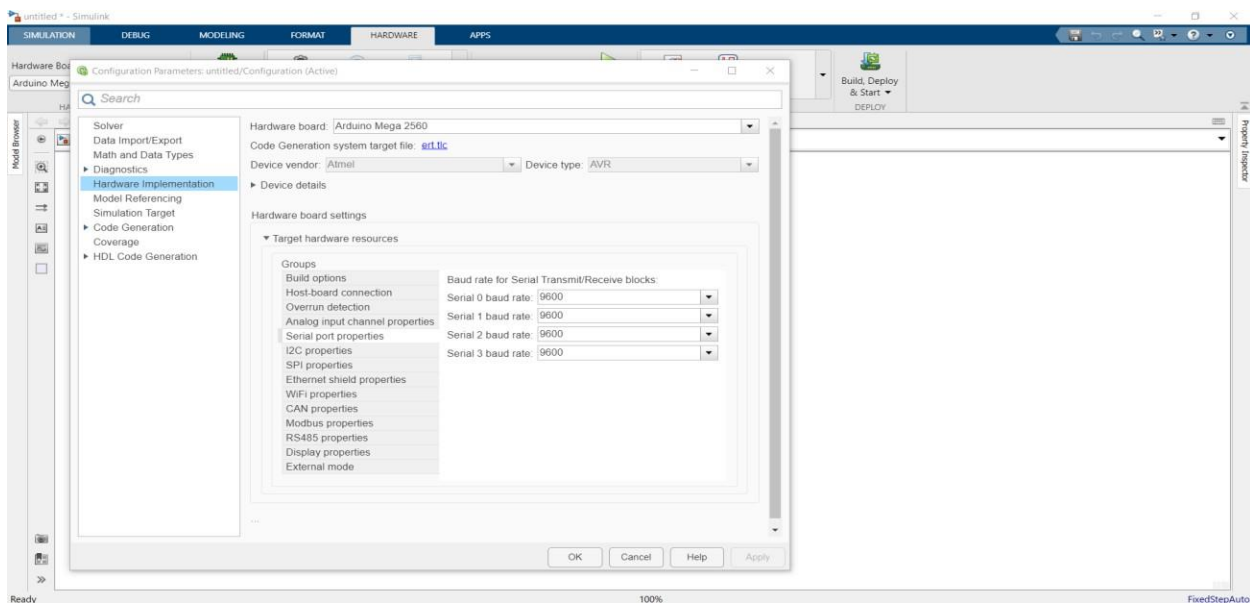 untitled * - Simulink
SIMULATION DEBUG MODELING FORMAT HARDWARE APPS
Hardware Boa
Arduino Meg
HA
Build, Deploy
& Start
DEPLOY
Configuration Parameters: untitled/Configuration (Active)
Search
Model Browser
Property Inspector
Solver
Data Import/Export
Math and Data Types
Diagnostics
Hardware Implementation
Model Referencing
Simulation Target
Code Generation
Coverage
HDL Code Generation
Hardware board: Arduino Mega 2560
Code Generation system target file: ert.tlc
Device vendor: Atmel Device type: AVR
Device details
Hardware board settings
Target hardware resources
Groups
Build options
Host-board connection
Overrun detection
Analog input channel properties
Serial port properties
I2C properties
SPI properties
Ethernet shield properties
WiFi properties
CAN properties
Modbus properties
RS485 properties
Display properties
External mode
Baud rate for Serial Transmit/Receive blocks:
Serial 0 baud rate: 9600
Serial 1 baud rate: 9600
Serial 2 baud rate: 9600
Serial 3 baud rate: 9600
...
OK Cancel Help Apply
Ready 100% FixedStepAuto